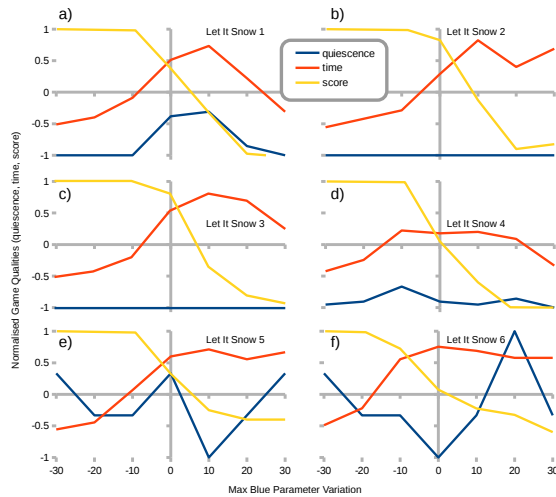 a)
Let It Snow 1
b)
Let It Snow 2
quiescence
time
score
1
0.5
0
-0.5
-1
c)
Let It Snow 3
d)
Let It Snow 4
1
0.5
0
-0.5
-1
e)
Let It Snow 5
f)
Let It Snow 6
1
0.5
0
-0.5
-1
-30 -20 -10 0 10 20 30
-30 -20 -10 0 10 20 30
Max Blue Parameter Variation
Normalised Game Qualities (quiescence, time, score)